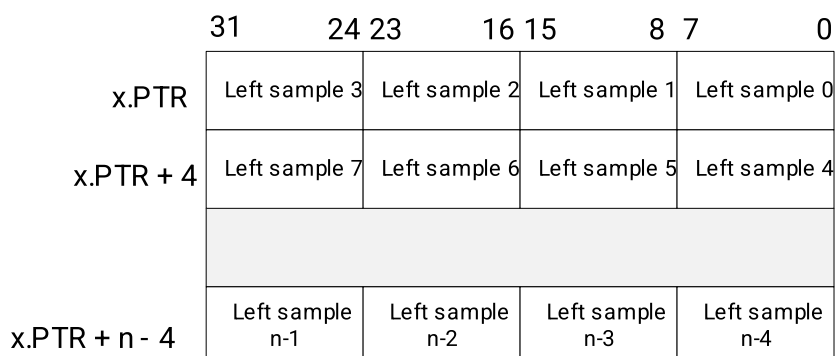 31 24 23 16 15 8 7 0
x.PTR Left sample 3 Left sample 2 Left sample 1 Left sample 0
x.PTR + 4 Left sample 7 Left sample 6 Left sample 5 Left sample 4
Left sample Left sample Left sample Left sample
x.PTR + n - 4 n-1 n-2 n-3 n-4